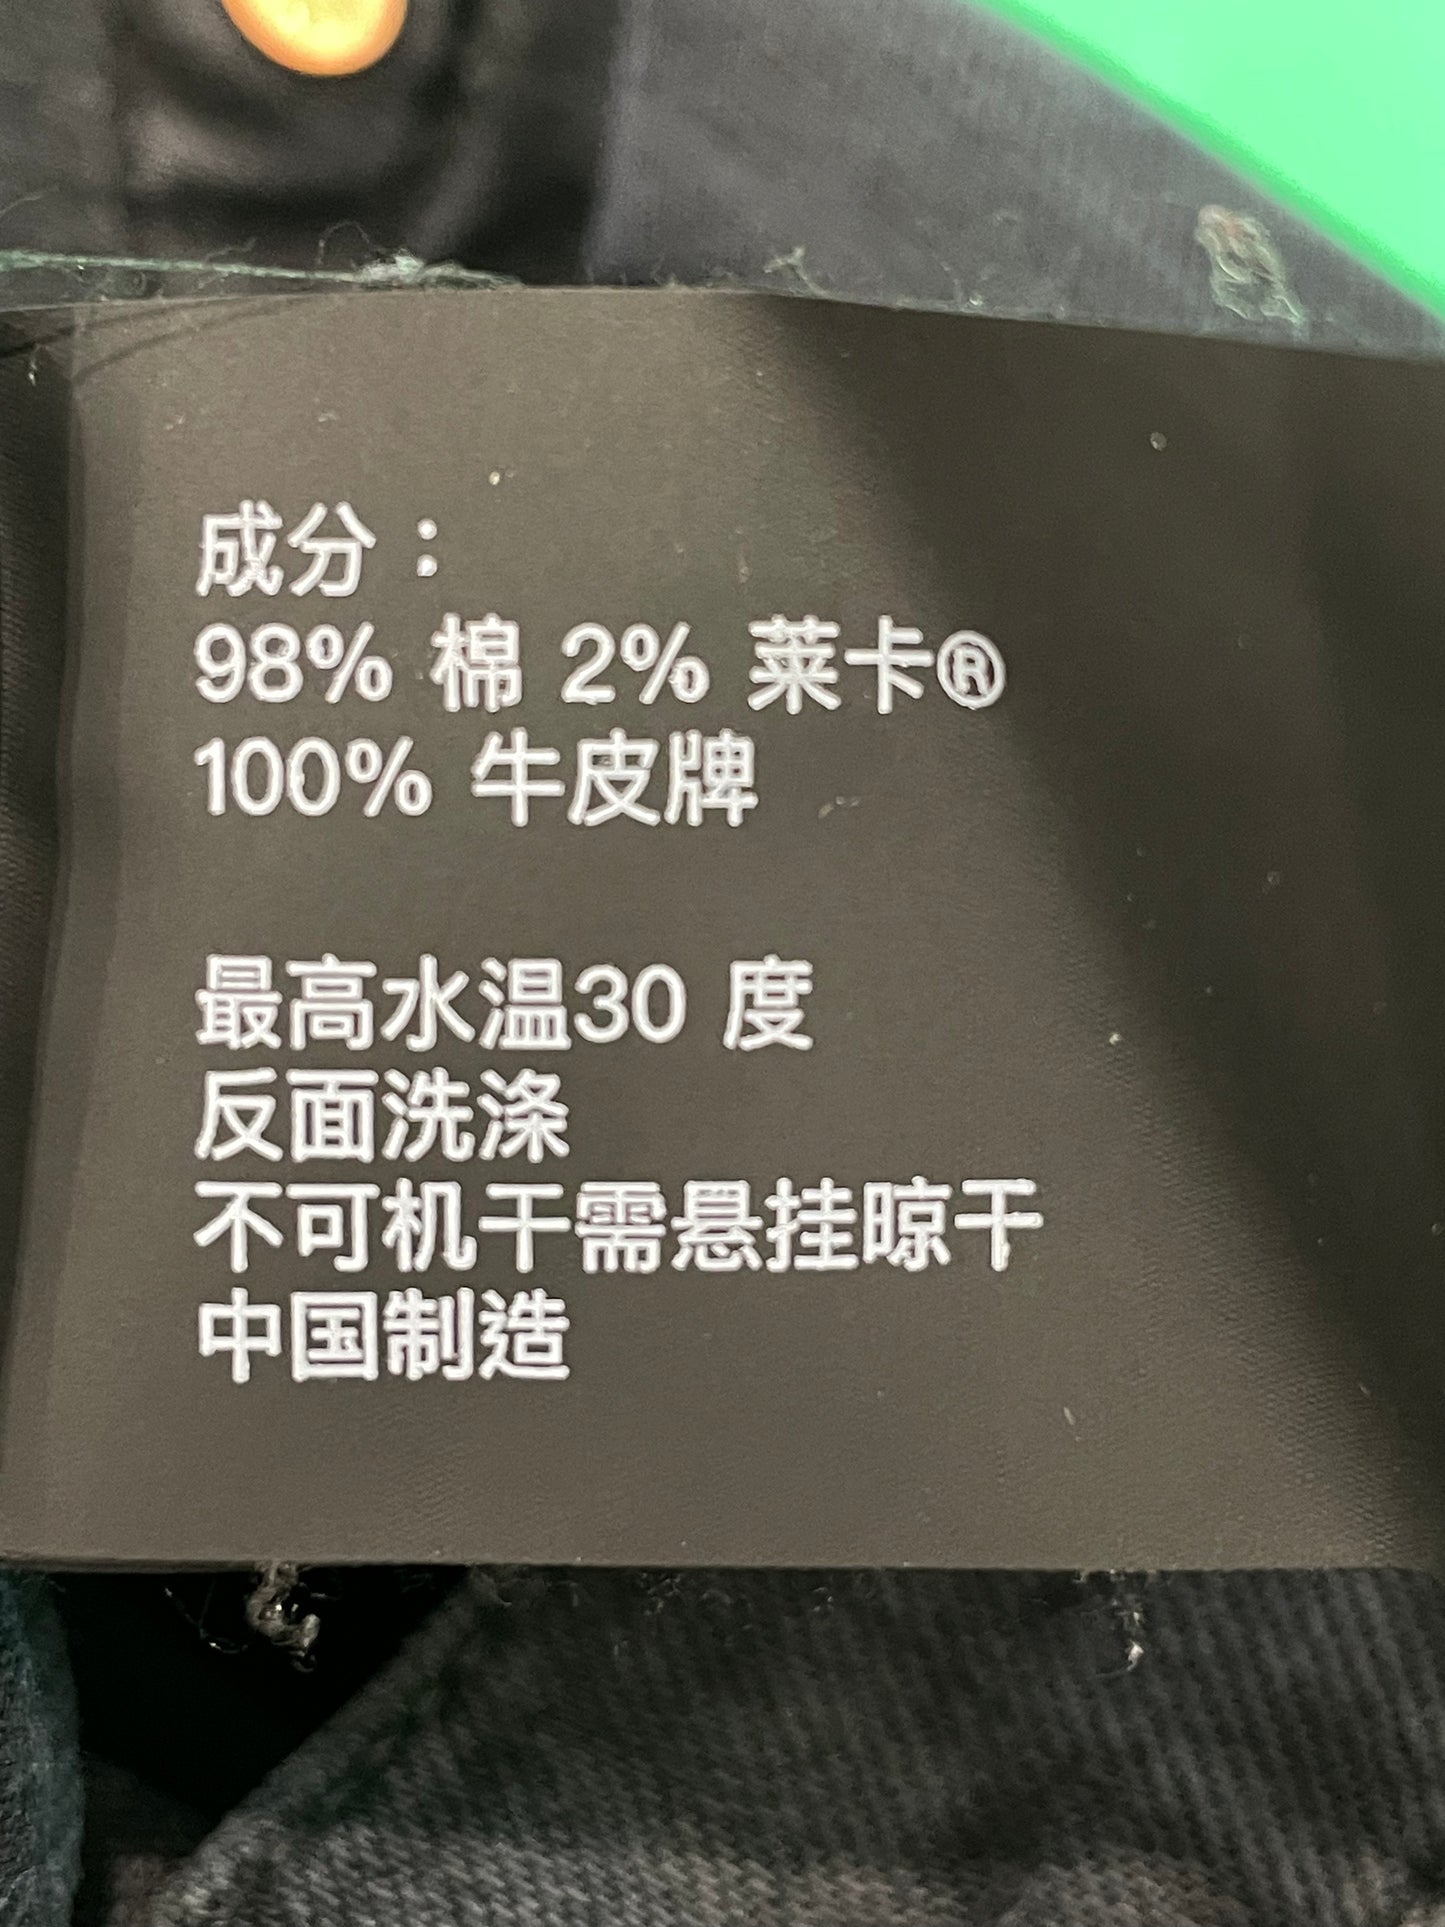 成分：
98% 棉 2% 莱卡®
100% 牛皮牌
最高水温30 度
反面洗涤
不可机干需悬挂晾干
中国制造